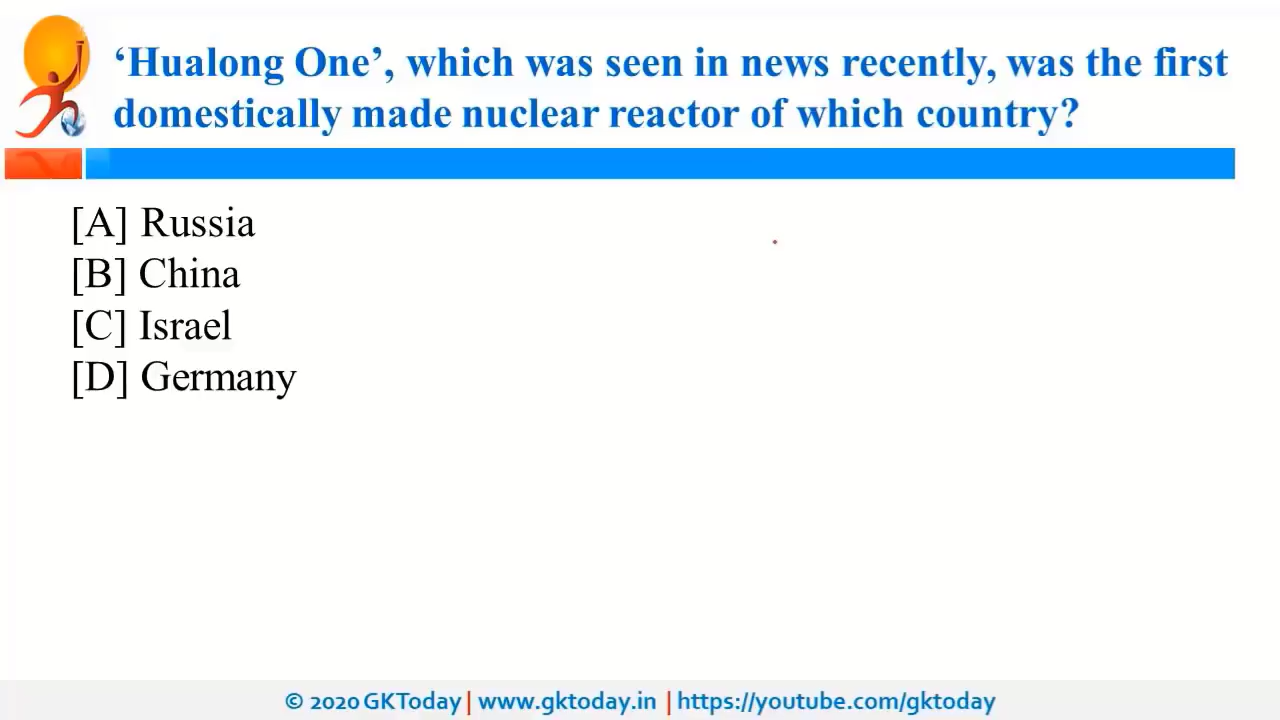 ‘Hualong One’, which was seen in news recently, was the first
domestically made nuclear reactor of which country?
[A] Russia
[B] China
[C] Israel
[D] Germany
© 2020 GKToday | www.gktoday.in | https://youtube.com/gktoday